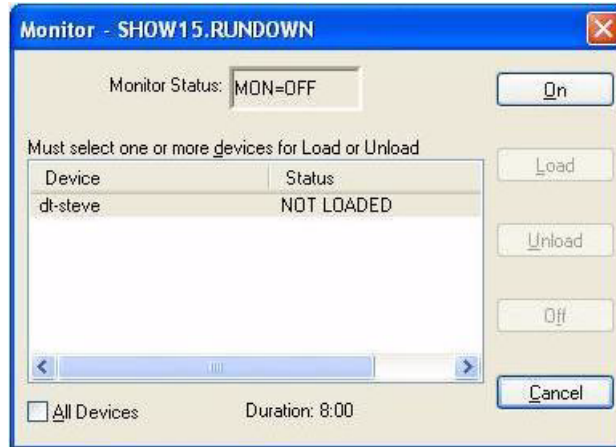 Monitor - SHOW15.RUNDOWN
Monitor Status: MON=OFF
On
Must select one or more devices for Load or Unload
Device Status
dt-steve NOT LOADED
Load
Unload
Off
Cancel
All Devices Duration: 8:00